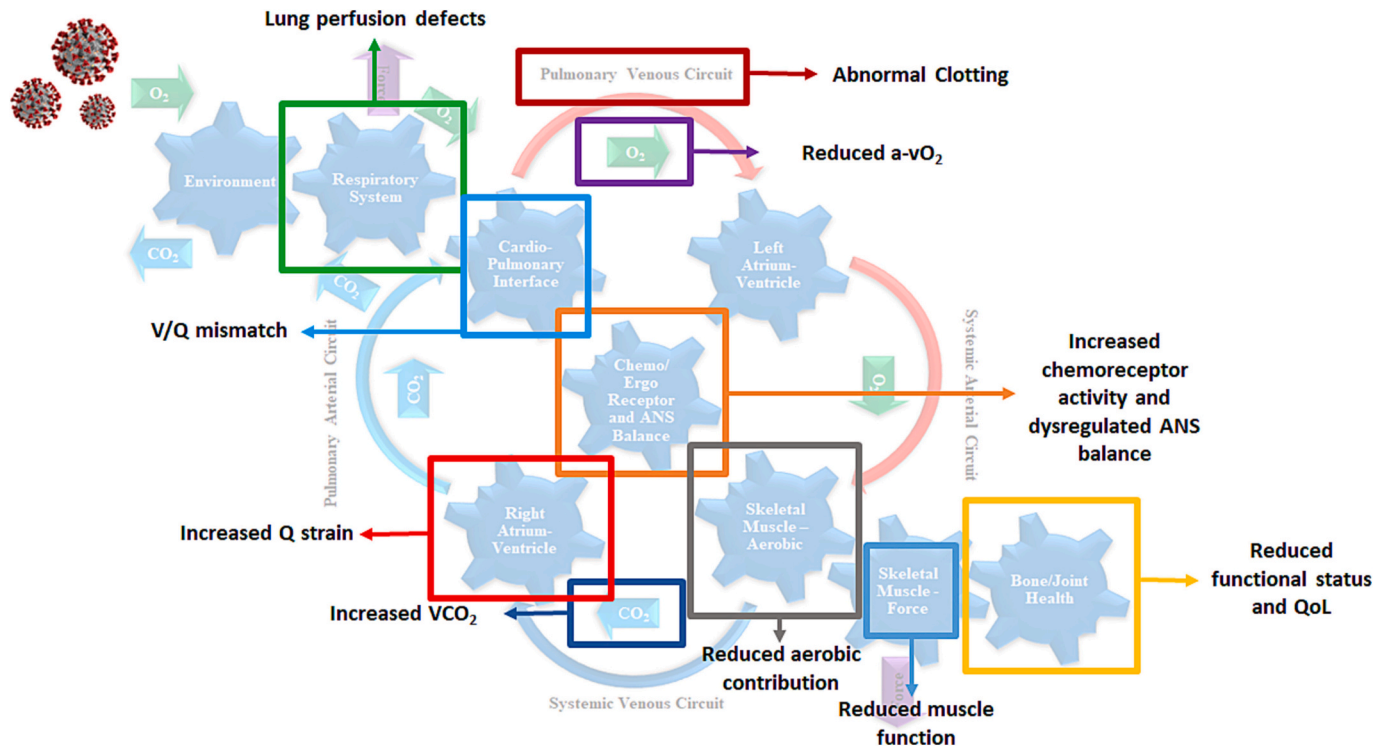 Lung perfusion defects
Force
Pulmonary Venous Circuit
Abnormal Clotting
O₂
O₂
O₂
Reduced a-vO₂
Environment
Respiratory
System
Cardio-
Pulmonary
Interface
Left
Atrium-
Ventricle
CO₂
CO₂
V/Q mismatch
Pulmonary Arterial Circuit
CO₂
Chemo/
Ergo
Receptor
and ANS
Balance
O₂
Systemic Arterial Circuit
Increased
chemoreceptor
activity and
dysregulated ANS
balance
Increased Q strain
Right
Atrium-
Ventricle
Skeletal
Muscle –
Aerobic
Skeletal
Muscle -
Force
Bone/Joint
Health
Reduced
functional status
and QoL
Increased VCO₂
CO₂
Reduced aerobic
contribution
Systemic Venous Circuit
Force
Reduced muscle
function